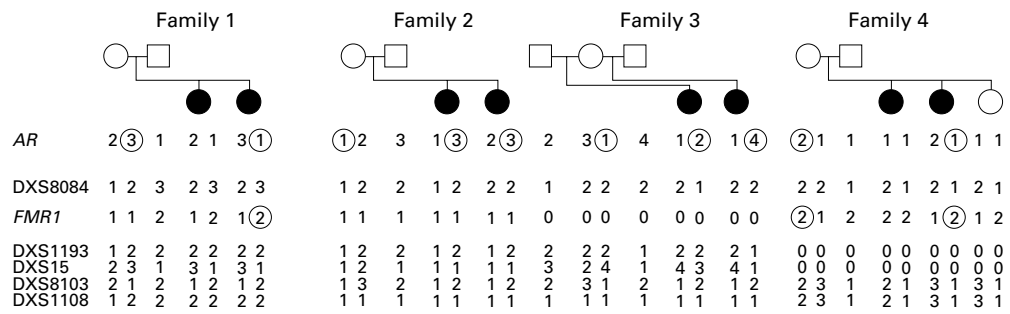 Family 1 Family 2 Family 3 Family 4
AR 2 3 1 2 1 3 1 1 2 3 1 3 2 3 2 3 1 4 1 2 1 4 2 1 1 1 1 2 1 1 1
DXS8084 1 2 3 2 3 2 3 1 2 2 1 2 2 2 1 2 2 2 2 1 2 2 2 2 1 2 1 2 1 2 1
FMR1 1 1 2 1 2 1 2 1 1 1 1 1 1 1 0 0 0 0 0 0 0 0 2 1 2 2 2 1 2 1 2
DXS1193 1 2 2 2 2 2 2 1 2 2 1 2 1 2 2 2 2 1 2 2 2 1 0 0 0 0 0 0 0 0 0
DXS15 2 3 1 3 1 3 1 1 2 1 1 1 1 1 3 2 4 1 4 3 4 1 0 0 0 0 0 0 0 0 0
DXS8103 2 1 2 1 2 1 2 1 3 2 1 2 1 2 2 3 1 2 1 2 1 2 2 3 1 2 1 3 1 3 1
DXS1108 1 2 2 2 2 2 2 1 1 1 1 1 1 1 1 1 1 1 1 1 1 1 2 3 1 2 1 3 1 3 1